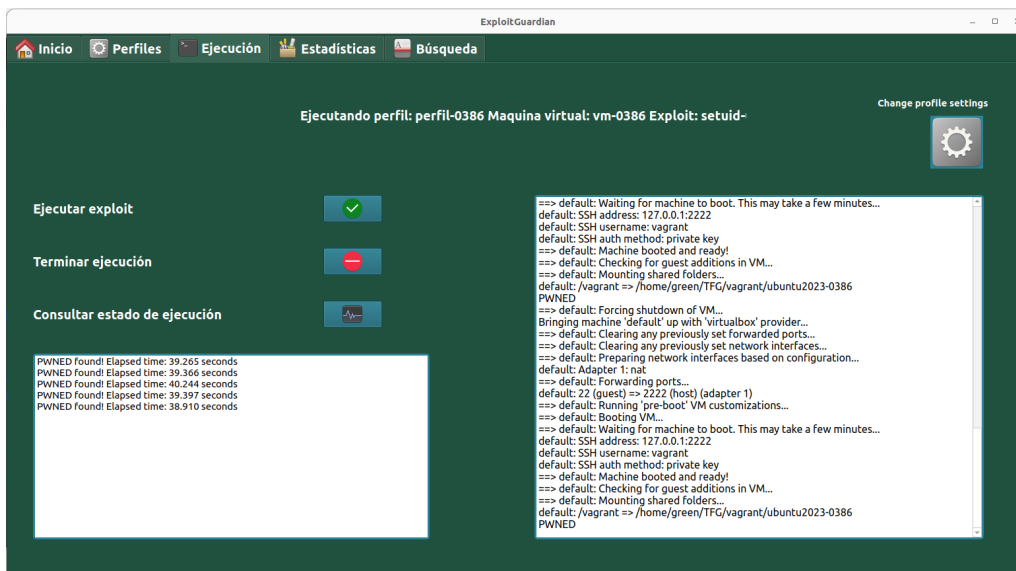 ExploitGuardian
Inicio
Perfiles
Ejecución
Estadísticas
Búsqueda
Change profile settings
Ejecutando perfil: perfil-0386 Maquina virtual: vm-0386 Exploit: setuid-
Ejecutar exploit
Terminar ejecución
Consultar estado de ejecución
PWNED found! Elapsed time: 39.265 seconds
PWNED found! Elapsed time: 39.366 seconds
PWNED found! Elapsed time: 40.244 seconds
PWNED found! Elapsed time: 39.397 seconds
PWNED found! Elapsed time: 38.910 seconds
==> default: Waiting for machine to boot. This may take a few minutes...
default: SSH address: 127.0.0.1:2222
default: SSH username: vagrant
default: SSH auth method: private key
==> default: Machine booted and ready!
==> default: Checking for guest additions in VM...
==> default: Mounting shared folders...
default: /vagrant => /home/green/TFG/vagrant/ubuntu2023-0386
PWNED
==> default: Forcing shutdown of VM...
Bringing machine 'default' up with 'virtualbox' provider...
==> default: Clearing any previously set forwarded ports...
==> default: Clearing any previously set network interfaces...
==> default: Preparing network interfaces based on configuration...
default: Adapter 1: nat
==> default: Forwarding ports...
default: 22 (guest) => 2222 (host) (adapter 1)
==> default: Running 'pre-boot' VM customizations...
==> default: Booting VM...
==> default: Waiting for machine to boot. This may take a few minutes...
default: SSH address: 127.0.0.1:2222
default: SSH username: vagrant
default: SSH auth method: private key
==> default: Machine booted and ready!
==> default: Checking for guest additions in VM...
==> default: Mounting shared folders...
default: /vagrant => /home/green/TFG/vagrant/ubuntu2023-0386
PWNED